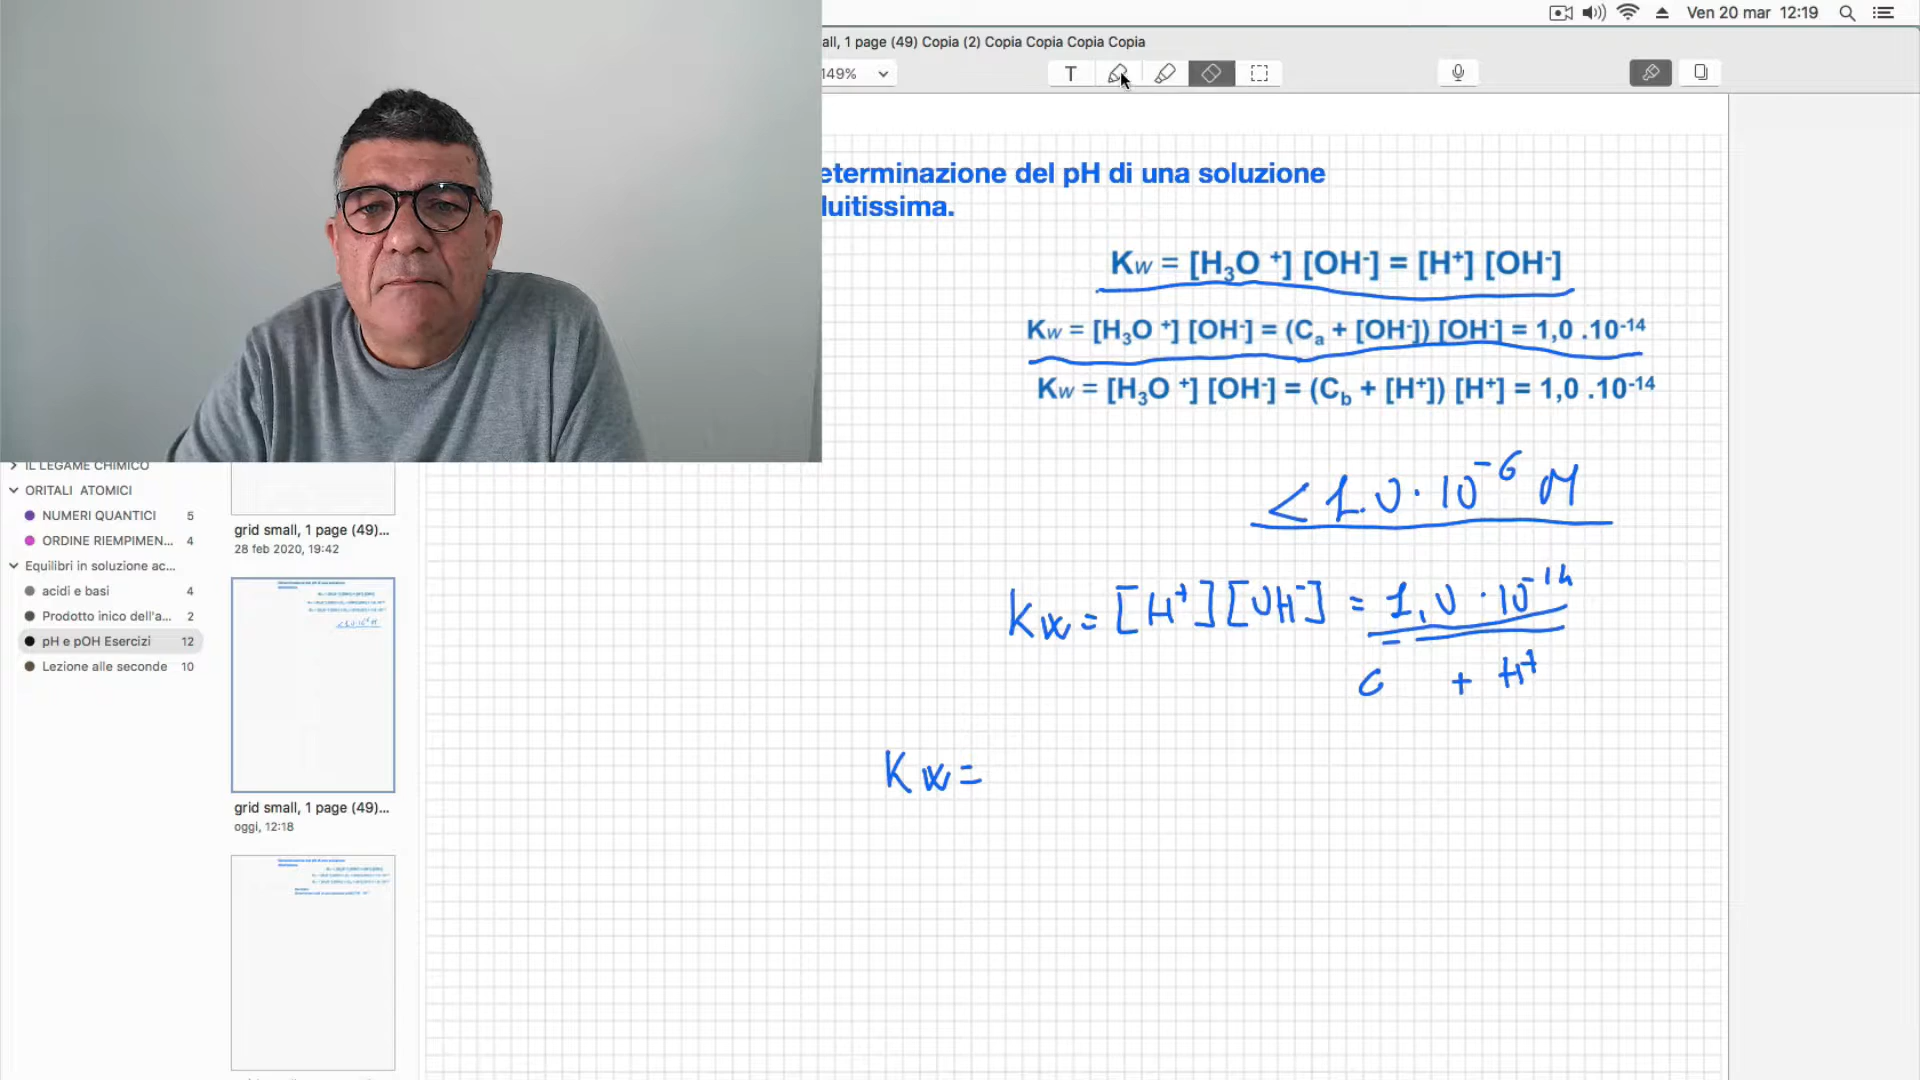 Ven 20 mar 12:19
all, 1 page (49) Copia (2) Copia Copia Copia Copia
149%
T
eterminazione del pH di una soluzione
luitissima.
Kw = [H₃O ⁺] [OH⁻] = [H⁺] [OH⁻]
Kw = [H₃O ⁺] [OH⁻] = (Cₐ + [OH⁻]) [OH⁻] = 1,0 .10⁻¹⁴
Kw = [H₃O ⁺] [OH⁻] = (C_b + [H⁺]) [H⁺] = 1,0 .10⁻¹⁴
< 1.0 · 10⁻⁶ M
Kw = [H⁺] [OH⁻] = 1,0 · 10⁻¹⁴
C + H⁺
Kw =
IL LEGAME CHIMICO
ORITALI ATOMICI
NUMERI QUANTICI 5
ORDINE RIEMPIMEN... 4
Equilibri in soluzione ac...
acidi e basi 4
Prodotto inico dell'a... 2
pH e pOH Esercizi 12
Lezione alle seconde 10
grid small, 1 page (49)...
28 feb 2020, 19:42
grid small, 1 page (49)...
oggi, 12:18